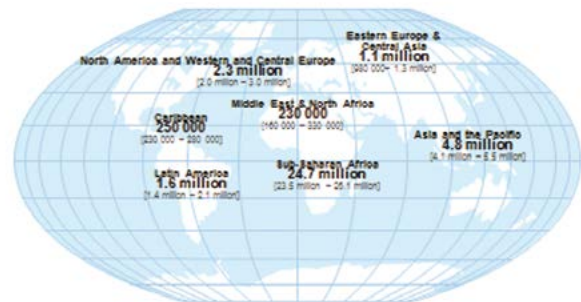 Eastern Europe &
Central Asia
1.1 million
[980 000– 1.3 million]
North America and Western and Central Europe
2.3 million
[2.0 million – 3.0 million]
Middle East & North Africa
230 000
[160 000 – 330 000]
Caribbean
250 000
[230 000 – 280 000]
Asia and the Pacific
4.8 million
[4.1 million – 5.5 million]
Sub-Saharan Africa
24.7 million
[23.5 million – 26.1 million]
Latin America
1.6 million
[1.4 million – 2.1 million]